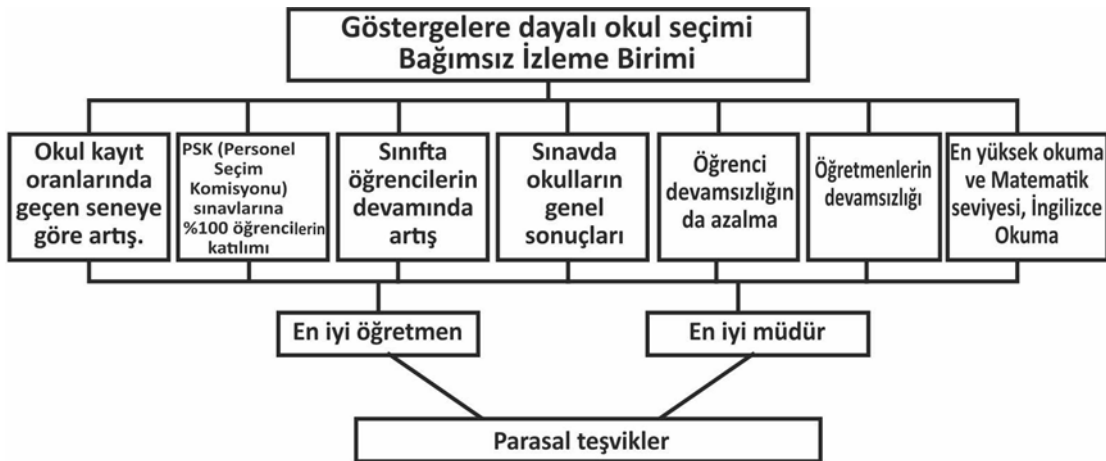 Göstergelere dayalı okul seçimi
Bağımsız İzleme Birimi
Okul kayıt
oranlarında
geçen seneye
göre artış.
PSK (Personel
Seçim
Komisyonu)
sınavlarına
%100 öğrencilerin
katılımı
Sınıfta
öğrencilerin
devamında
artış
Sınavda
okulların
genel
sonuçları
Öğrenci
devamsızlığın
da azalma
Öğretmenlerin
devamsızlığı
En yüksek okuma
ve Matematik
seviyesi, İngilizce
Okuma
En iyi öğretmen
En iyi müdür
Parasal teşvikler